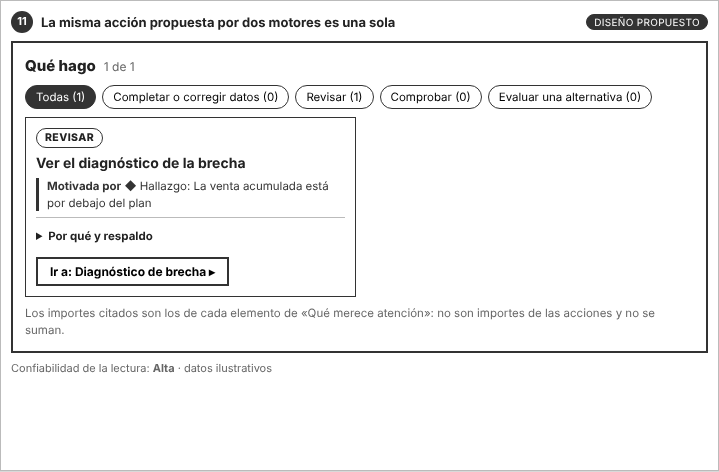 11 La misma acción propuesta por dos motores es una sola DISEÑO PROPUESTO
Qué hago 1 de 1
Todas (1) Completar o corregir datos (0) Revisar (1) Comprobar (0) Evaluar una alternativa (0)
REVISAR
Ver el diagnóstico de la brecha
Motivada por ◆ Hallazgo: La venta acumulada está
por debajo del plan
▶ Por qué y respaldo
Ir a: Diagnóstico de brecha ▸
Los importes citados son los de cada elemento de «Qué merece atención»: no son importes de las acciones y no se
suman.
Confiabilidad de la lectura: Alta · datos ilustrativos